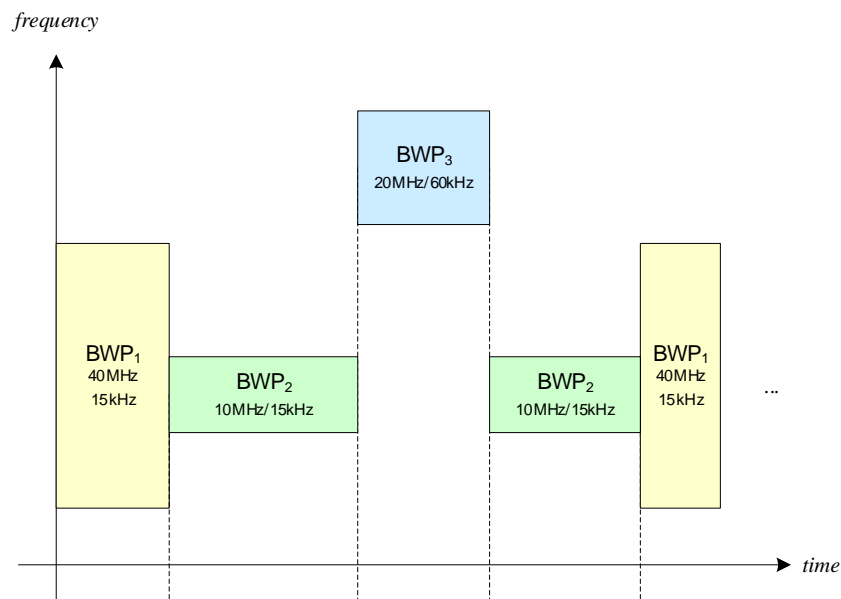 frequency
BWP₃
20MHz/60kHz
BWP₁
40MHz
15kHz
BWP₂
10MHz/15kHz
BWP₂
10MHz/15kHz
BWP₁
40MHz
15kHz
...
time